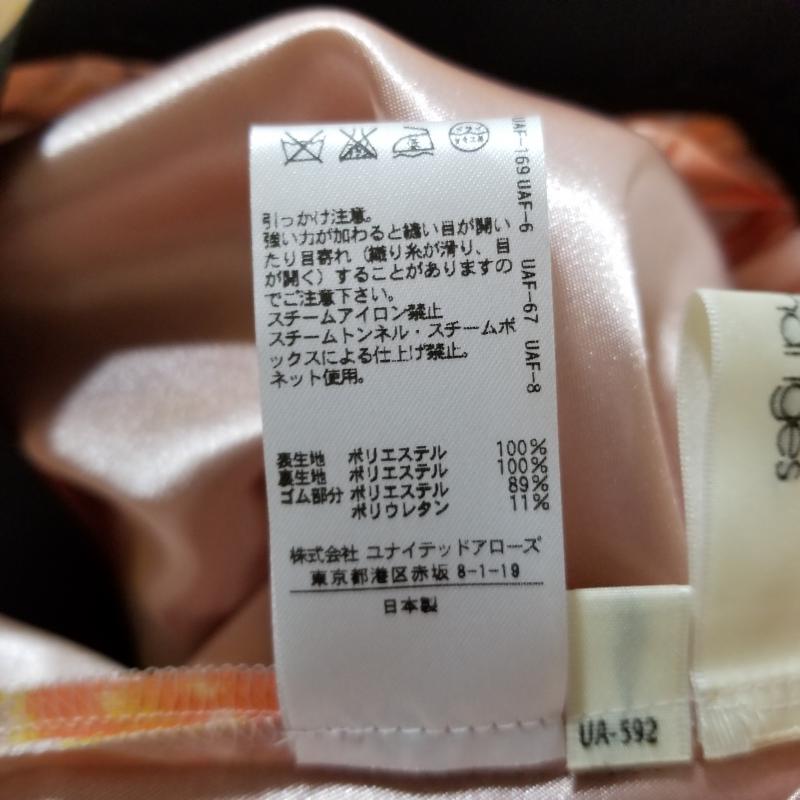 引っかけ注意。
強い力が加わると縫い目が開い
たり目寄れ（織り糸が滑り、目
が開く）することがありますの
でご注意下さい。
スチームアイロン禁止
スチームトンネル・スチームボ
ックスによる仕上げ禁止。
ネット使用。
UAF-169 UAF-6 UAF-67 UAF-8
表生地 ポリエステル 100%
裏生地 ポリエステル 100%
ゴム部分 ポリエステル 89%
ポリウレタン 11%
株式会社 ユナイテッドアローズ
東京都港区赤坂 8-1-19
日本製
UA-592